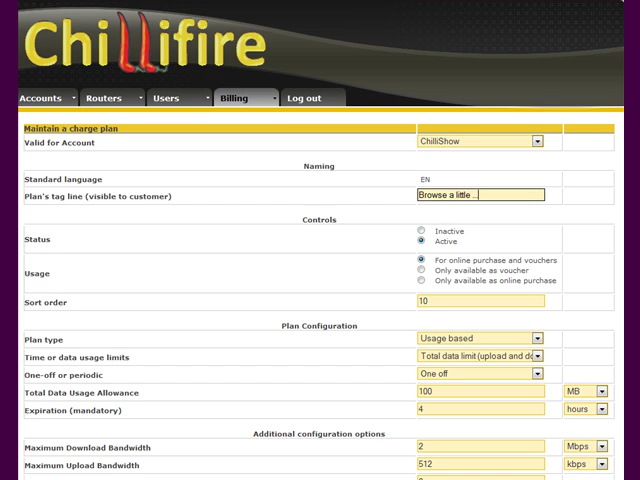 Chillifire
Accounts Routers Users Billing Log out
Maintain a charge plan
Valid for Account ChilliShow
Naming
Standard language EN
Plan's tag line (visible to customer) Browse a little ...
Controls
Status Inactive
Active
Usage For online purchase and vouchers
Only available as voucher
Only available as online purchase
Sort order 10
Plan Configuration
Plan type Usage based
Time or data usage limits Total data limit (upload and do
One-off or periodic One off
Total Data Usage Allowance 100 MB
Expiration (mandatory) 4 hours
Additional configuration options
Maximum Download Bandwidth 2 Mbps
Maximum Upload Bandwidth 512 kbps